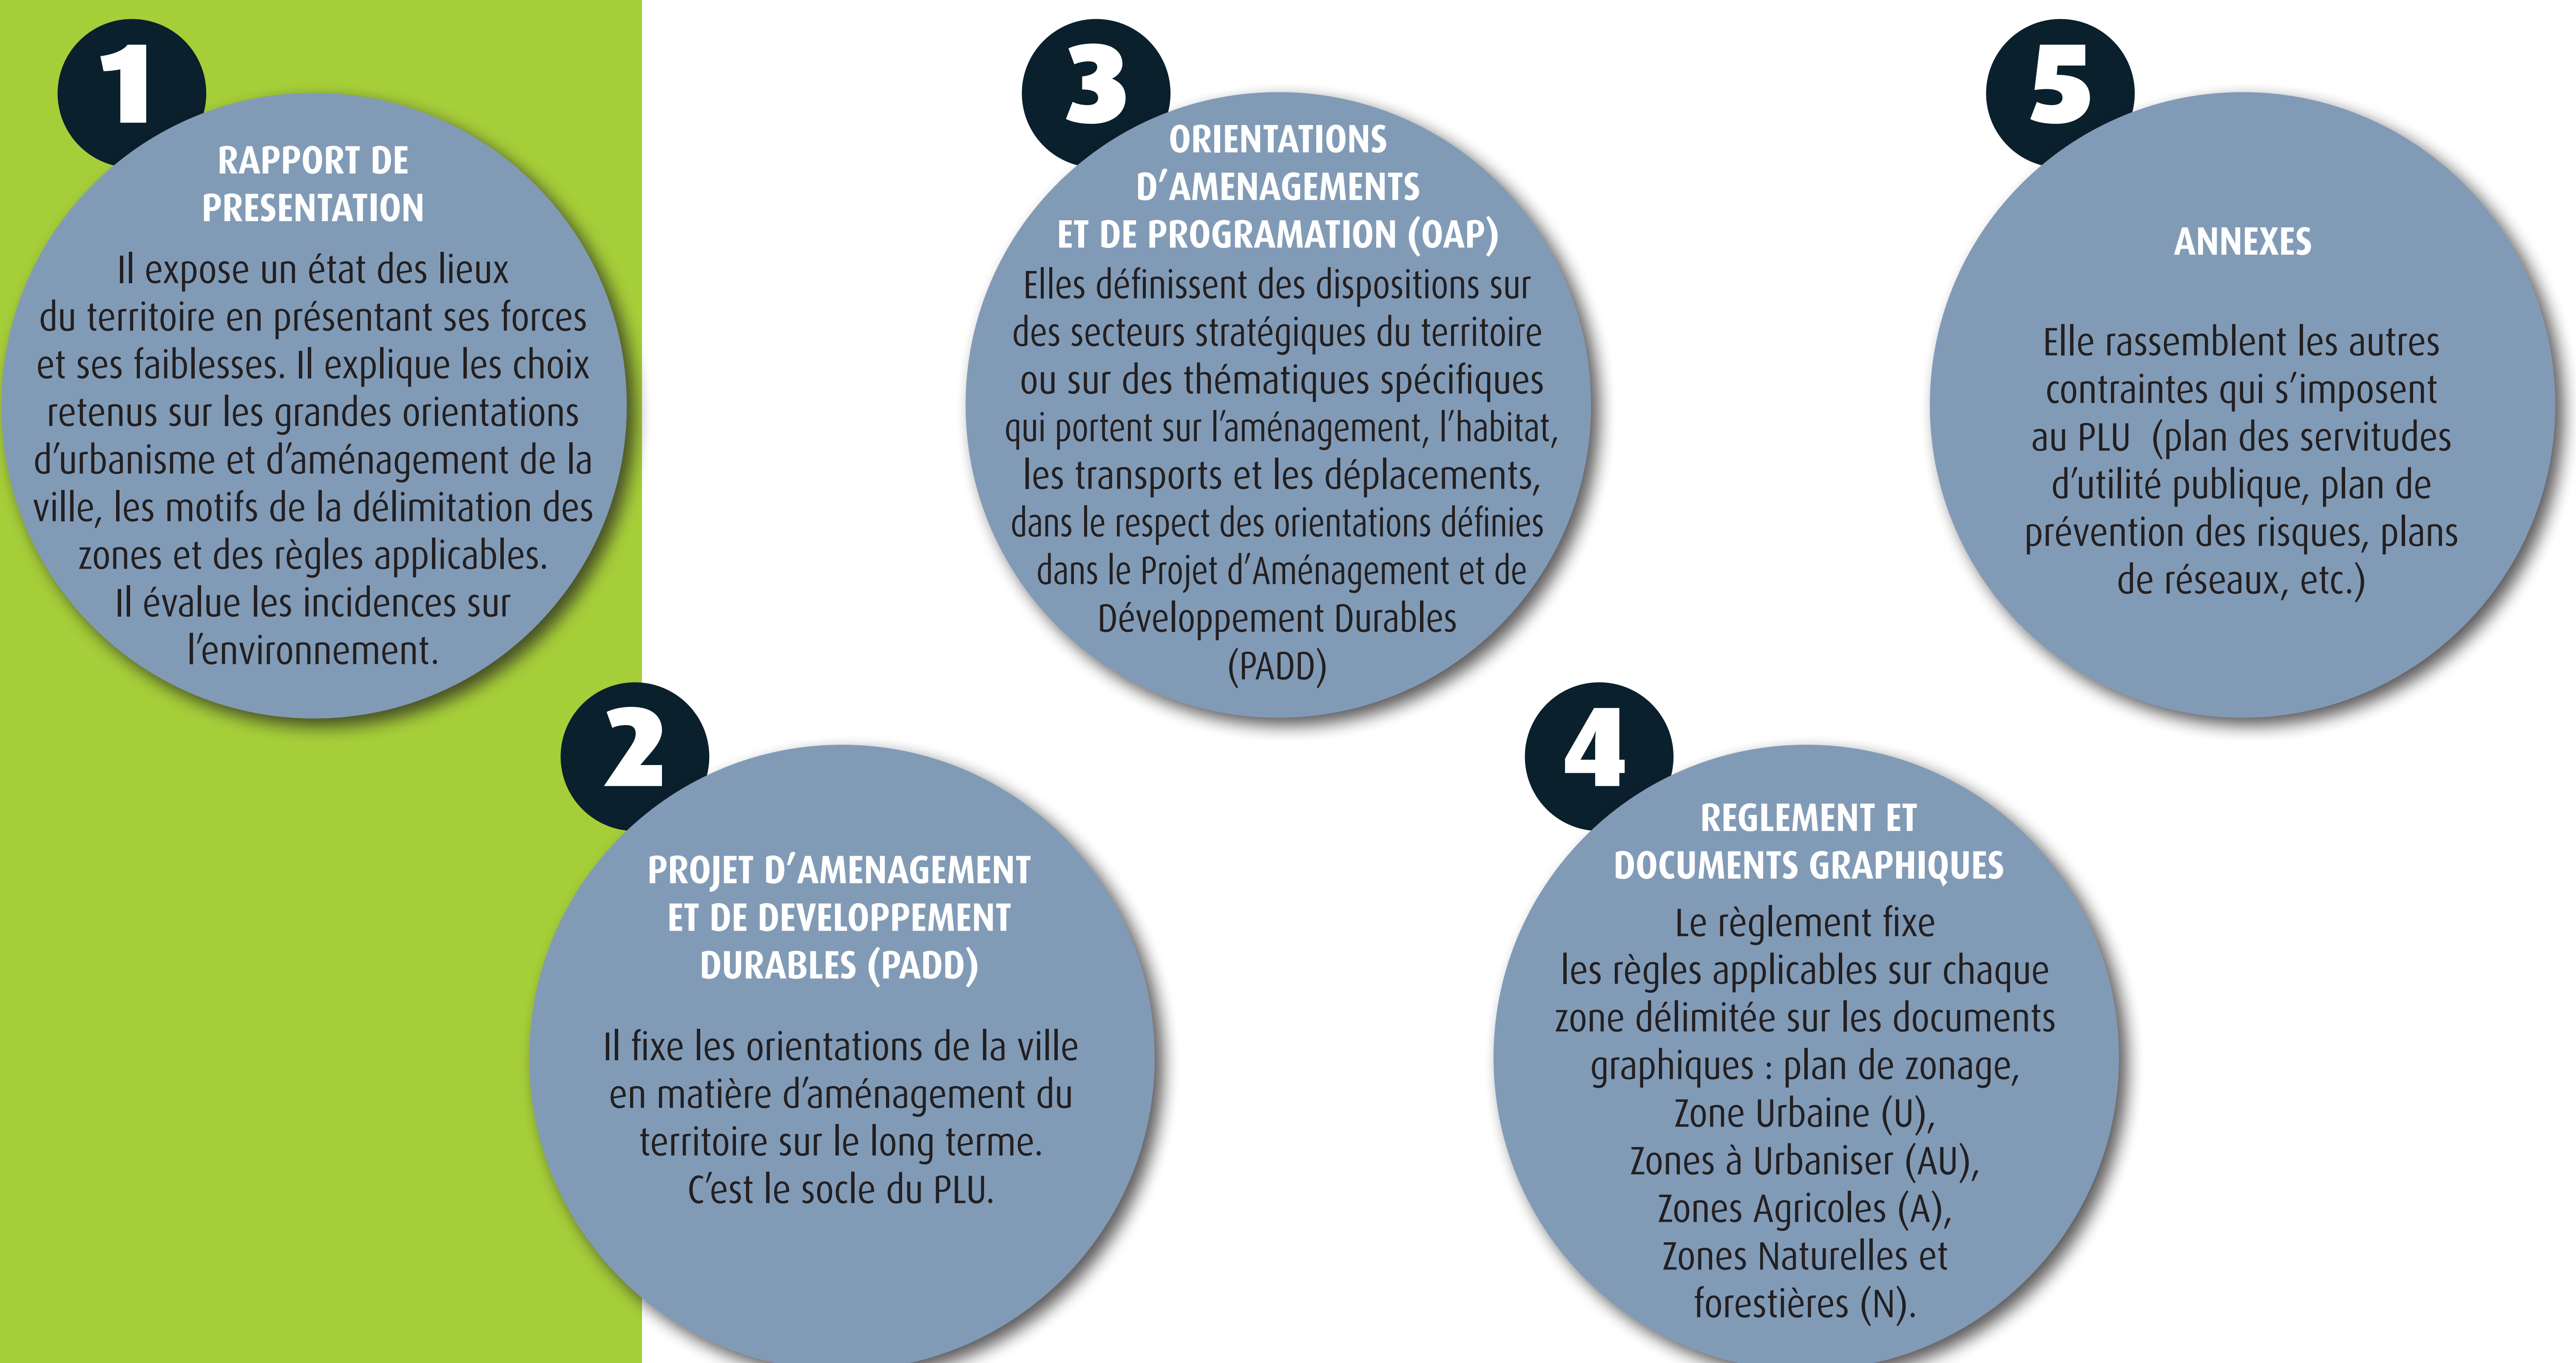 1
RAPPORT DE
PRESENTATION
Il expose un état des lieux
du territoire en présentant ses forces
et ses faiblesses. Il explique les choix
retenus sur les grandes orientations
d’urbanisme et d’aménagement de la
ville, les motifs de la délimitation des
zones et des règles applicables.
Il évalue les incidences sur
l’environnement.
2
PROJET D’AMENAGEMENT
ET DE DEVELOPPEMENT
DURABLES (PADD)
Il fixe les orientations de la ville
en matière d’aménagement du
territoire sur le long terme.
C’est le socle du PLU.
3
ORIENTATIONS
D’AMENAGEMENTS
ET DE PROGRAMATION (OAP)
Elles définissent des dispositions sur
des secteurs stratégiques du territoire
ou sur des thématiques spécifiques
qui portent sur l’aménagement, l’habitat,
les transports et les déplacements,
dans le respect des orientations définies
dans le Projet d’Aménagement et de
Développement Durables
(PADD)
4
REGLEMENT ET
DOCUMENTS GRAPHIQUES
Le règlement fixe
les règles applicables sur chaque
zone délimitée sur les documents
graphiques : plan de zonage,
Zone Urbaine (U),
Zones à Urbaniser (AU),
Zones Agricoles (A),
Zones Naturelles et
forestières (N).
5
ANNEXES
Elle rassemblent les autres
contraintes qui s’imposent
au PLU  (plan des servitudes
d’utilité publique, plan de
prévention des risques, plans
de réseaux, etc.)